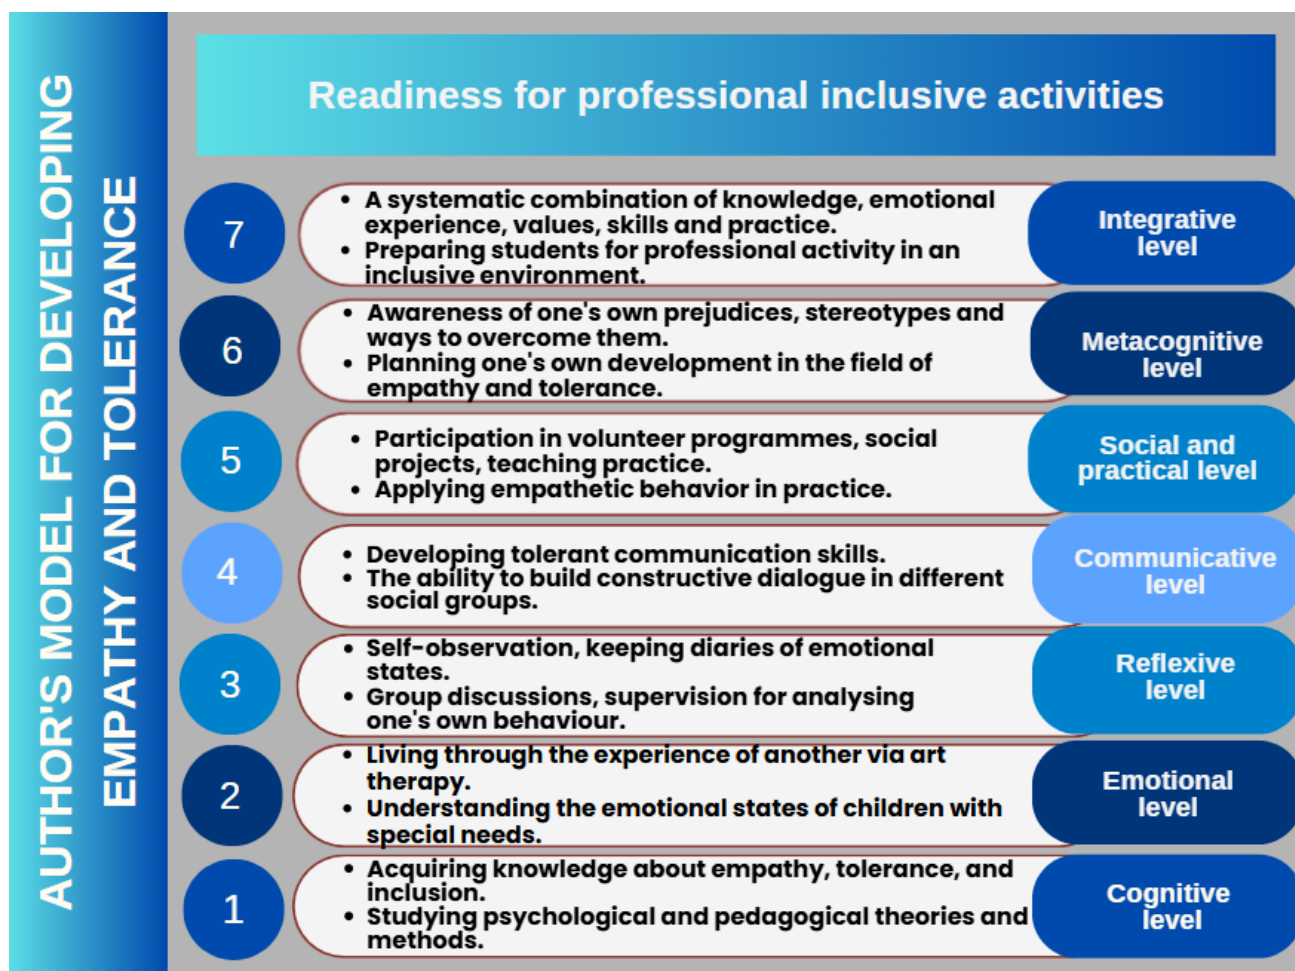 AUTHOR'S MODEL FOR DEVELOPING
EMPATHY AND TOLERANCE
Readiness for professional inclusive activities
7
• A systematic combination of knowledge, emotional
experience, values, skills and practice.
• Preparing students for professional activity in an
inclusive environment.
Integrative
level
6
• Awareness of one's own prejudices, stereotypes and
ways to overcome them.
• Planning one's own development in the field of
empathy and tolerance.
Metacognitive
level
5
• Participation in volunteer programmes, social
projects, teaching practice.
• Applying empathetic behavior in practice.
Social and
practical level
4
• Developing tolerant communication skills.
• The ability to build constructive dialogue in different
social groups.
Communicative
level
3
• Self-observation, keeping diaries of emotional
states.
• Group discussions, supervision for analysing
one's own behaviour.
Reflexive
level
2
• Living through the experience of another via art
therapy.
• Understanding the emotional states of children with
special needs.
Emotional
level
1
• Acquiring knowledge about empathy, tolerance, and
inclusion.
• Studying psychological and pedagogical theories and
methods.
Cognitive
level